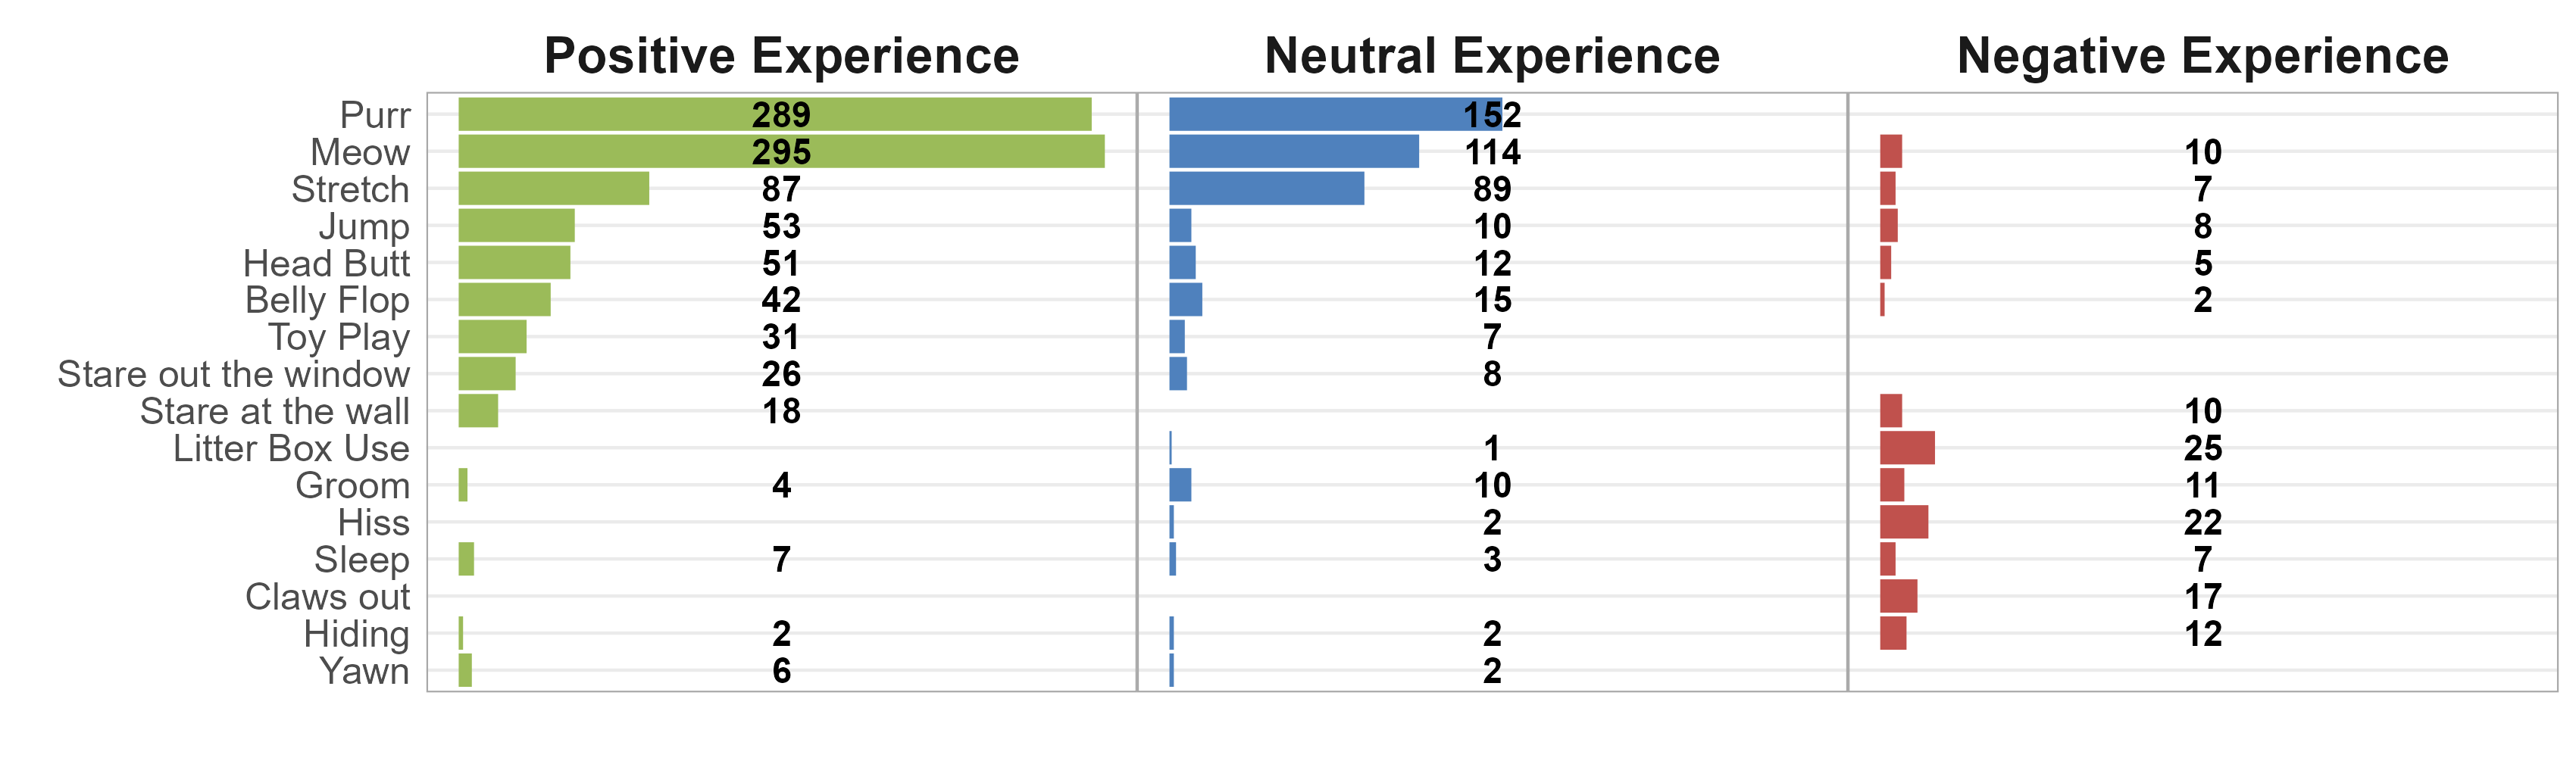 Positive Experience Neutral Experience Negative Experience
Purr 289 152
Meow 295 114 10
Stretch 87 89 7
Jump 53 10 8
Head Butt 51 12 5
Belly Flop 42 15 2
Toy Play 31 7
Stare out the window 26 8
Stare at the wall 18 10
Litter Box Use 1 25
Groom 4 10 11
Hiss 2 22
Sleep 7 3 7
Claws out 17
Hiding 2 2 12
Yawn 6 2